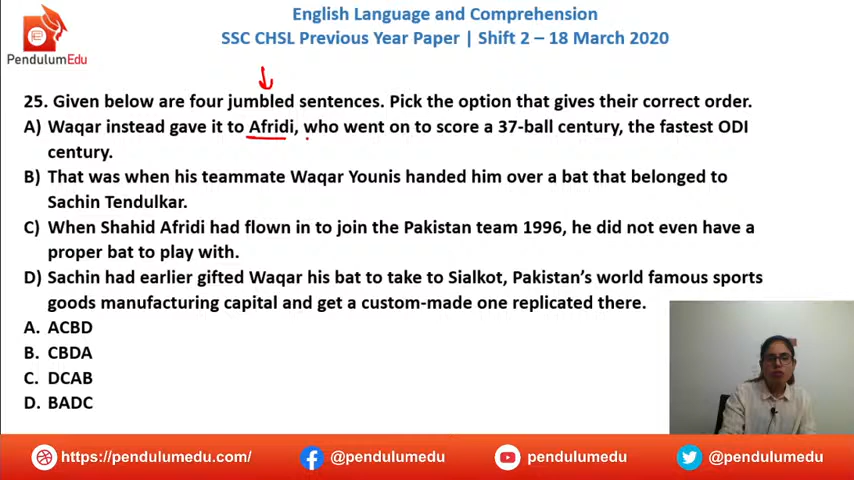 English Language and Comprehension
SSC CHSL Previous Year Paper | Shift 2 – 18 March 2020
PendulumEdu
25. Given below are four jumbled sentences. Pick the option that gives their correct order.
A) Waqar instead gave it to Afridi, who went on to score a 37-ball century, the fastest ODI
century.
B) That was when his teammate Waqar Younis handed him over a bat that belonged to
Sachin Tendulkar.
C) When Shahid Afridi had flown in to join the Pakistan team 1996, he did not even have a
proper bat to play with.
D) Sachin had earlier gifted Waqar his bat to take to Sialkot, Pakistan’s world famous sports
goods manufacturing capital and get a custom-made one replicated there.
A. ACBD
B. CBDA
C. DCAB
D. BADC
https://pendulumedu.com/
@pendulumedu
pendulumedu
@pendulumedu